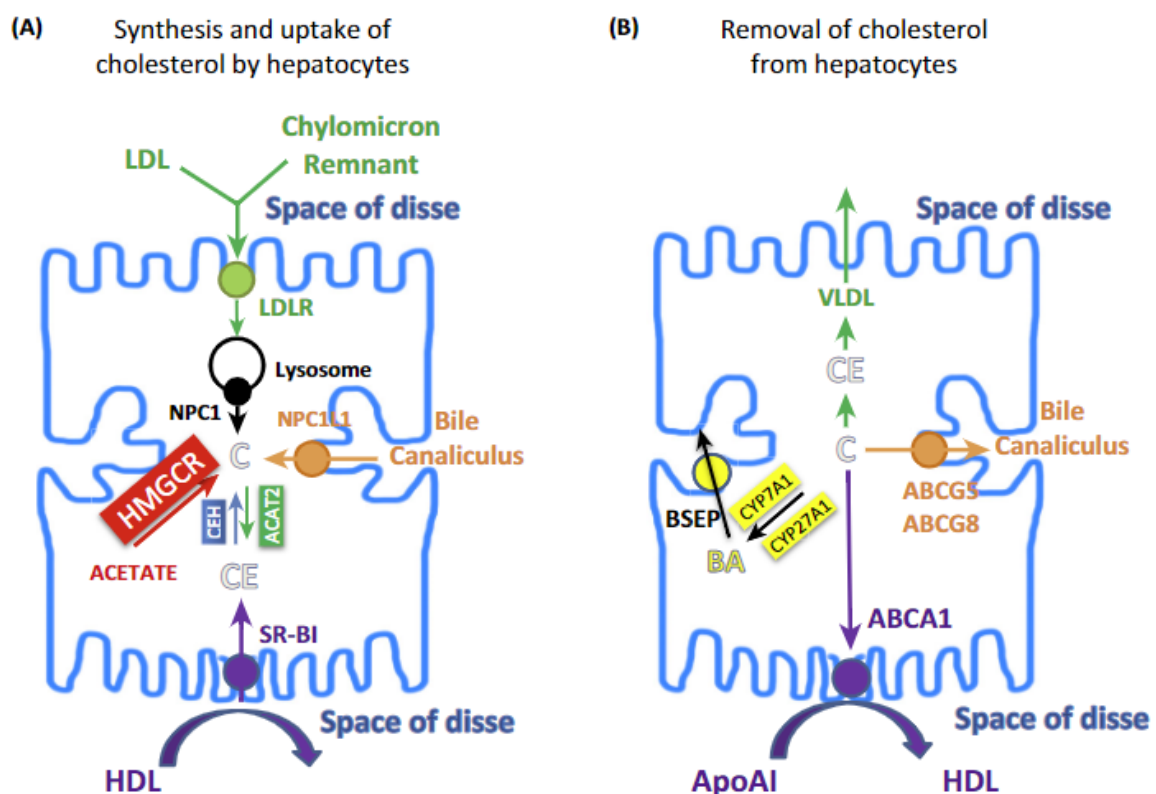 (A)
Synthesis and uptake of
cholesterol by hepatocytes
Chylomicron
Remnant
LDL
Space of disse
LDLR
Lysosome
NPC1
NPC1L1
Bile
Canaliculus
C
HMGCR
CEH
ACAT2
ACETATE
CE
SR-BI
Space of disse
HDL
(B)
Removal of cholesterol
from hepatocytes
Space of disse
VLDL
CE
C
Bile
Canaliculus
ABCG5
ABCG8
CYP7A1
CYP27A1
BSEP
BA
ABCA1
Space of disse
ApoAI
HDL